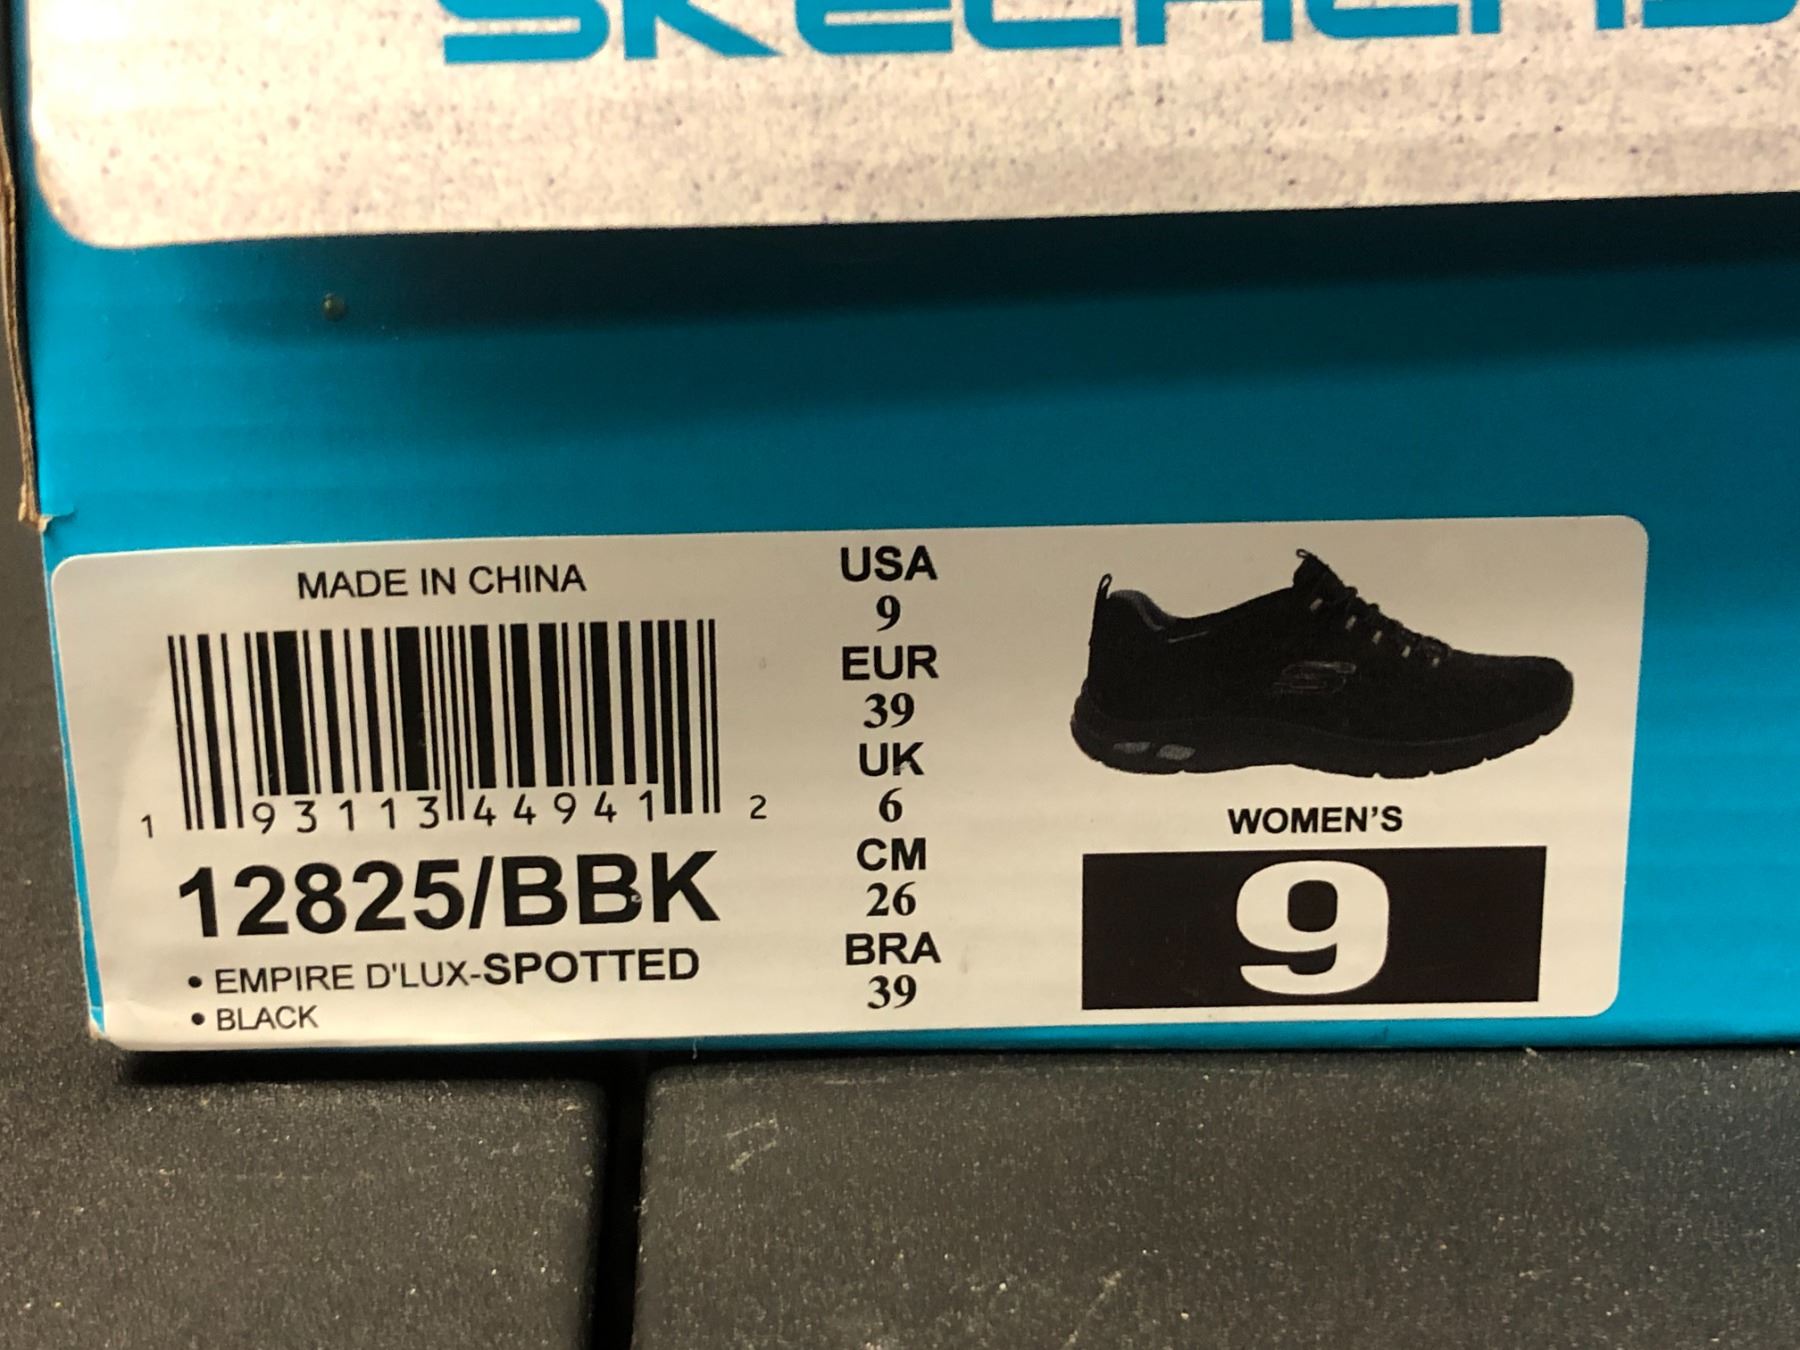 SKECHERS
MADE IN CHINA
1 93113 44941 2
12825/BBK
• EMPIRE D'LUX-SPOTTED
• BLACK
USA
9
EUR
39
UK
6
CM
26
BRA
39
WOMEN'S
9